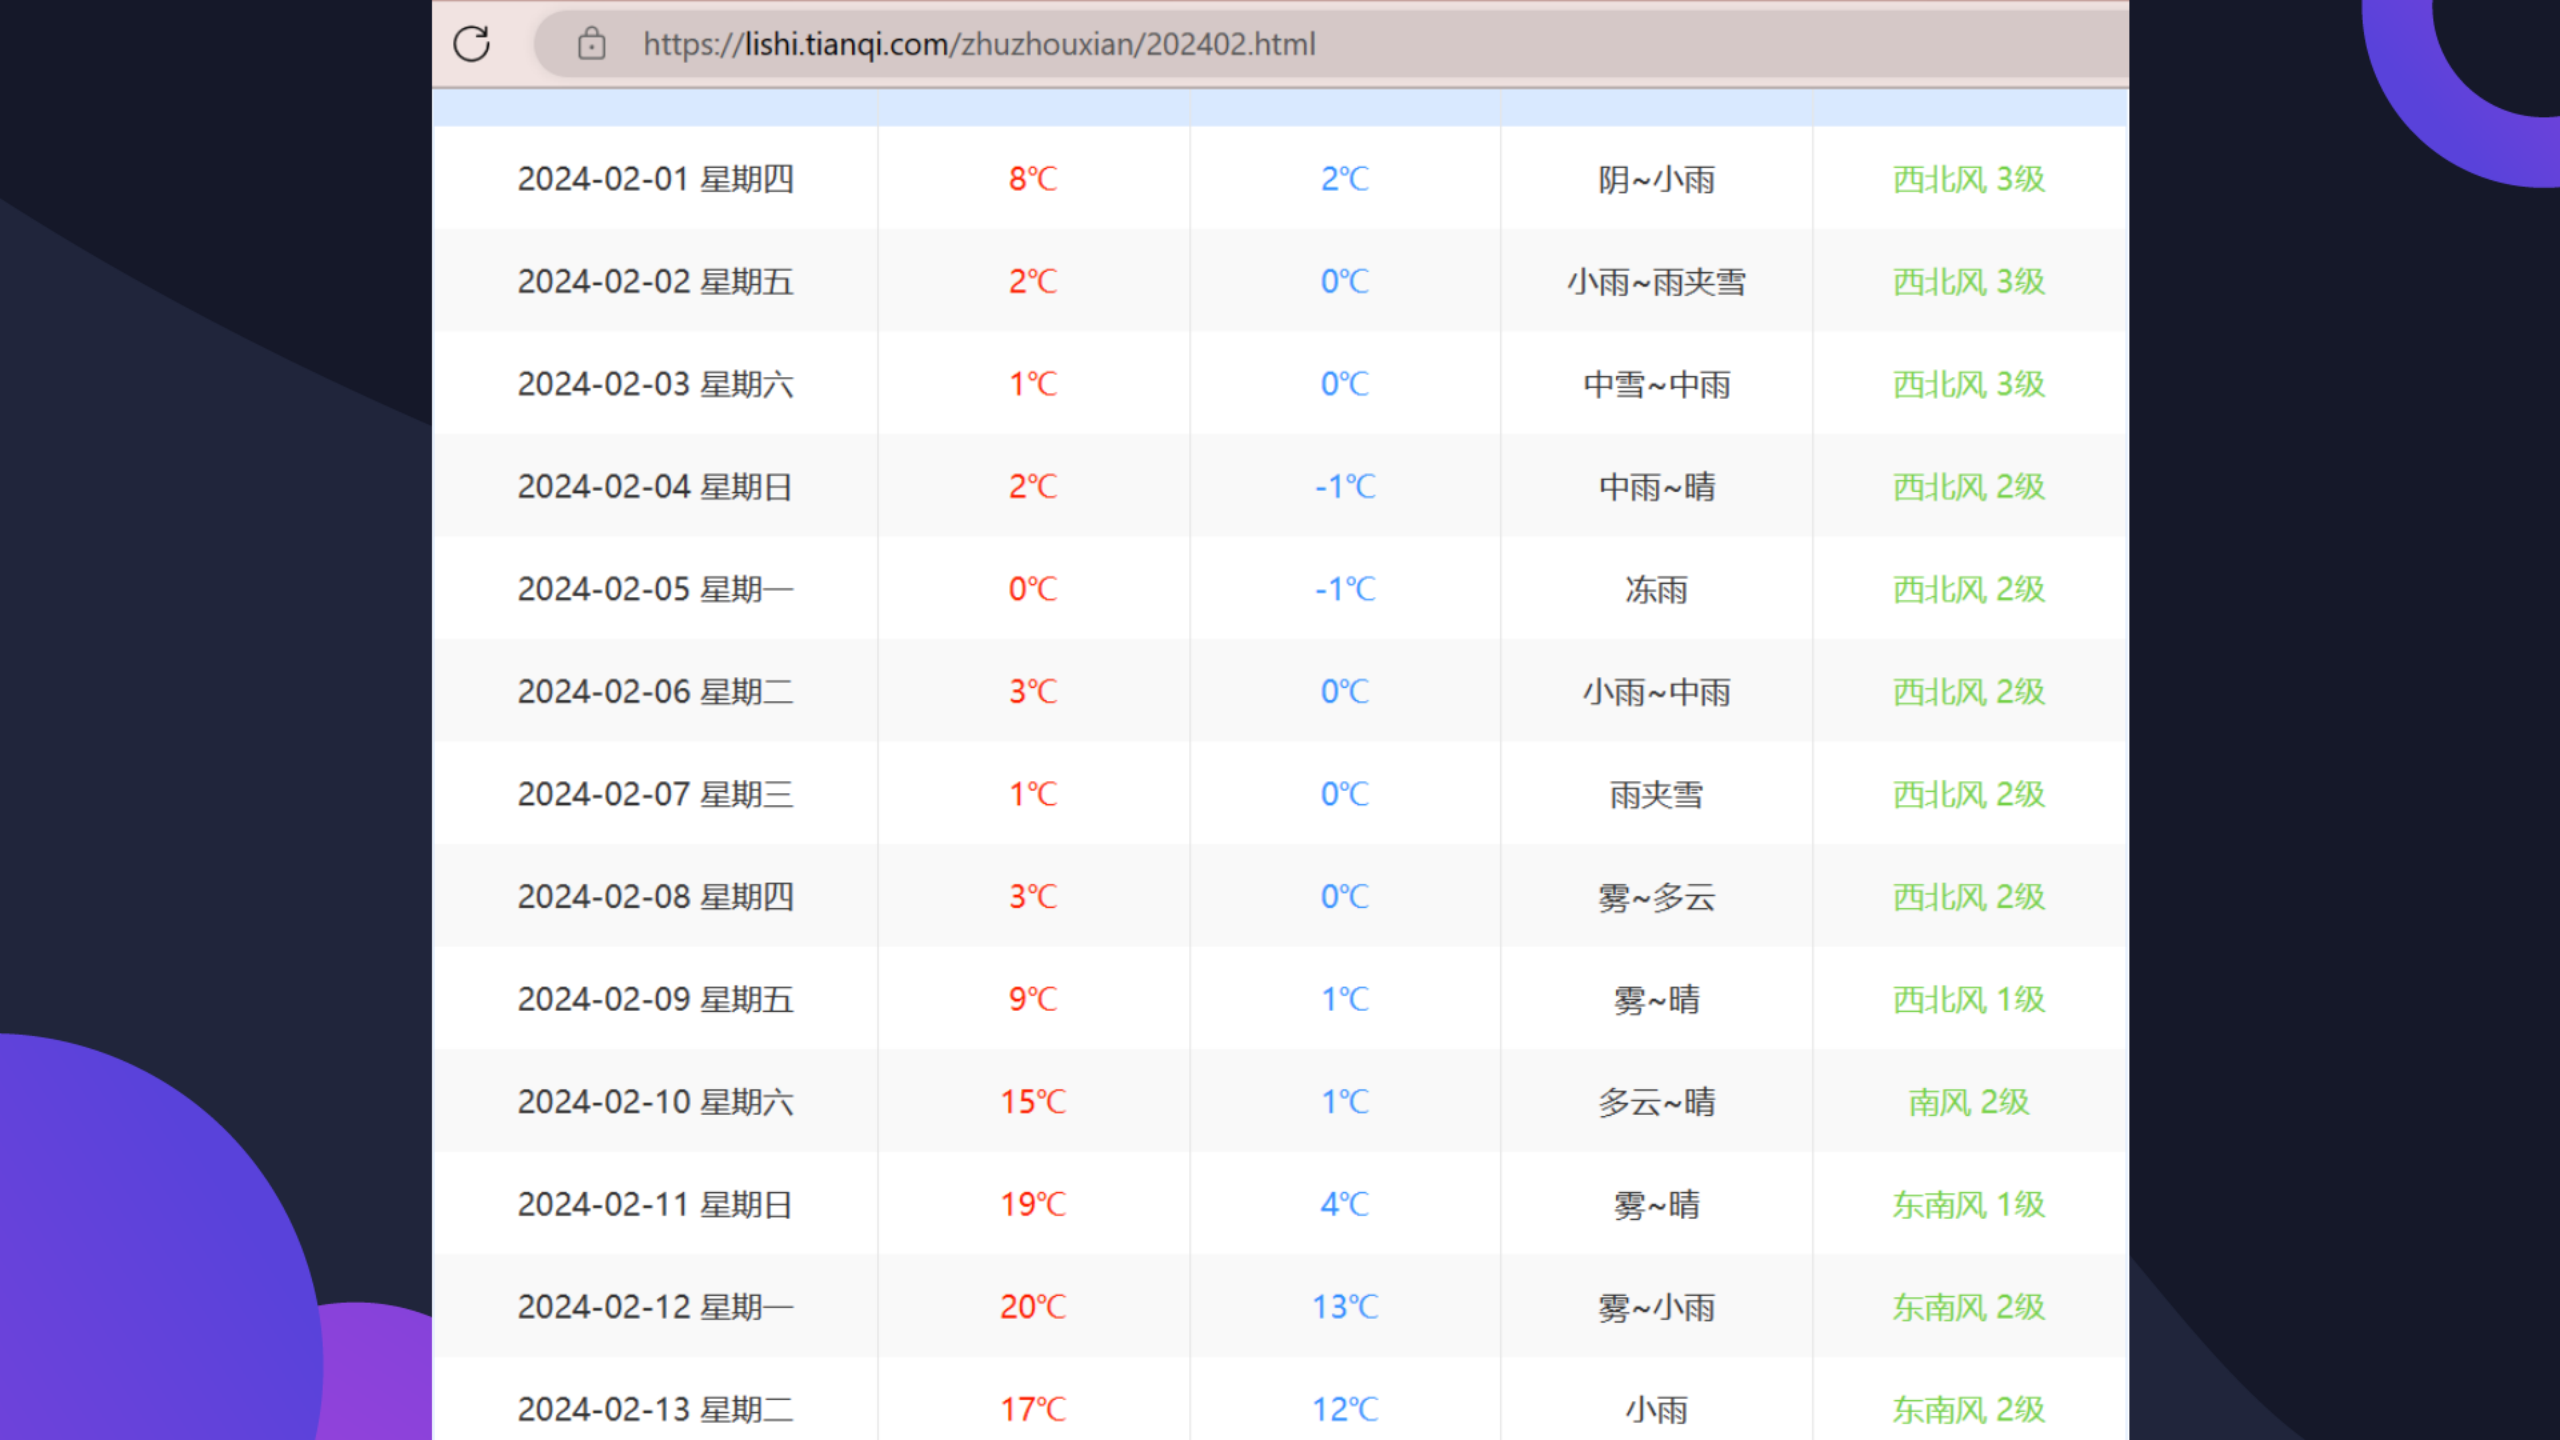 https://lishi.tianqi.com/zhuzhouxian/202402.html
2024-02-01 星期四 8℃ 2℃ 阴~小雨 西北风 3级
2024-02-02 星期五 2℃ 0℃ 小雨~雨夹雪 西北风 3级
2024-02-03 星期六 1℃ 0℃ 中雪~中雨 西北风 3级
2024-02-04 星期日 2℃ -1℃ 中雨~晴 西北风 2级
2024-02-05 星期一 0℃ -1℃ 冻雨 西北风 2级
2024-02-06 星期二 3℃ 0℃ 小雨~中雨 西北风 2级
2024-02-07 星期三 1℃ 0℃ 雨夹雪 西北风 2级
2024-02-08 星期四 3℃ 0℃ 雾~多云 西北风 2级
2024-02-09 星期五 9℃ 1℃ 雾~晴 西北风 1级
2024-02-10 星期六 15℃ 1℃ 多云~晴 南风 2级
2024-02-11 星期日 19℃ 4℃ 雾~晴 东南风 1级
2024-02-12 星期一 20℃ 13℃ 雾~小雨 东南风 2级
2024-02-13 星期二 17℃ 12℃ 小雨 东南风 2级